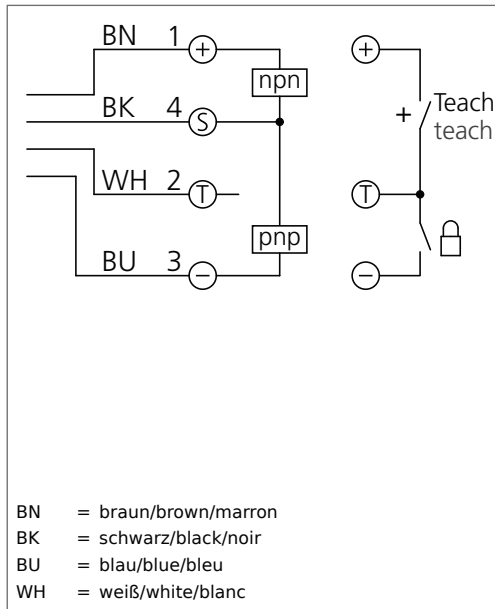 BN 1 + npn +
BK 4 S + Teach
teach
WH 2 T T
pnp
BU 3 − −
BN = braun/brown/marron
BK = schwarz/black/noir
BU = blau/blue/bleu
WH = weiß/white/blanc